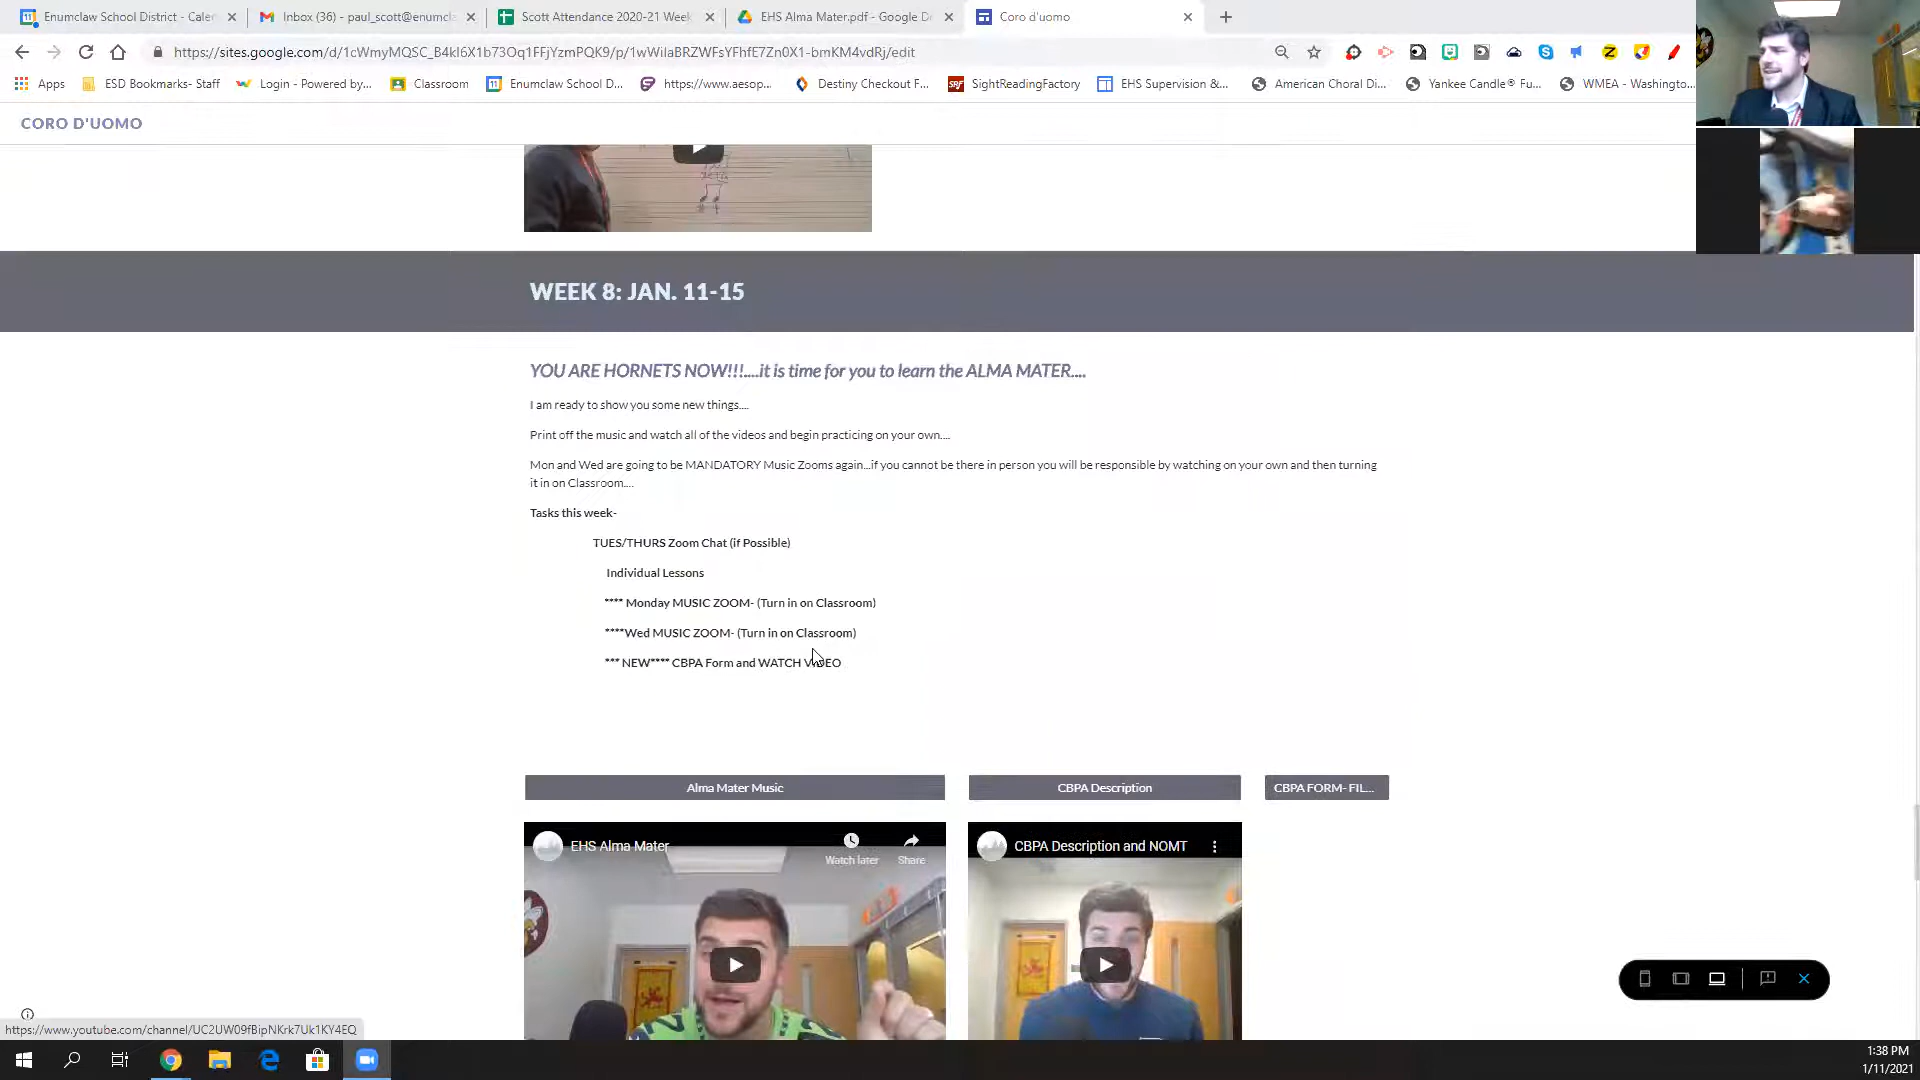 Enumclaw School District - Caler
Inbox (36) - paul_scott@enumcla
Scott Attendance 2020-21 Week
EHS Alma Mater.pdf - Google Dr
Coro d'uomo
https://sites.google.com/d/1cWmyMQSC_B4kl6X1b73Oq1FFjYzmPQK9/p/1wWilaBRZWFsYFhfE7Zn0X1-bmKM4vdRj/edit
Apps
ESD Bookmarks- Staff
Login - Powered by...
Classroom
Enumclaw School D...
https://www.aesop...
Destiny Checkout F...
SightReadingFactory
EHS Supervision &...
American Choral Di...
Yankee Candle® Fu...
WMEA - Washingto...
CORO D'UOMO
WEEK 8: JAN. 11-15
YOU ARE HORNETS NOW!!!....it is time for you to learn the ALMA MATER....
I am ready to show you some new things....
Print off the music and watch all of the videos and begin practicing on your own....
Mon and Wed are going to be MANDATORY Music Zooms again...if you cannot be there in person you will be responsible by watching on your own and then turning
it in on Classroom....
Tasks this week-
TUES/THURS Zoom Chat (if Possible)
Individual Lessons
**** Monday MUSIC ZOOM- (Turn in on Classroom)
****Wed MUSIC ZOOM- (Turn in on Classroom)
*** NEW**** CBPA Form and WATCH VIDEO
Alma Mater Music
CBPA Description
CBPA FORM- FIL...
EHS Alma Mater
Watch later
Share
CBPA Description and NOMT
https://www.youtube.com/channel/UC2UW09fBipNKrk7Uk1KY4EQ
1:38 PM
1/11/2021